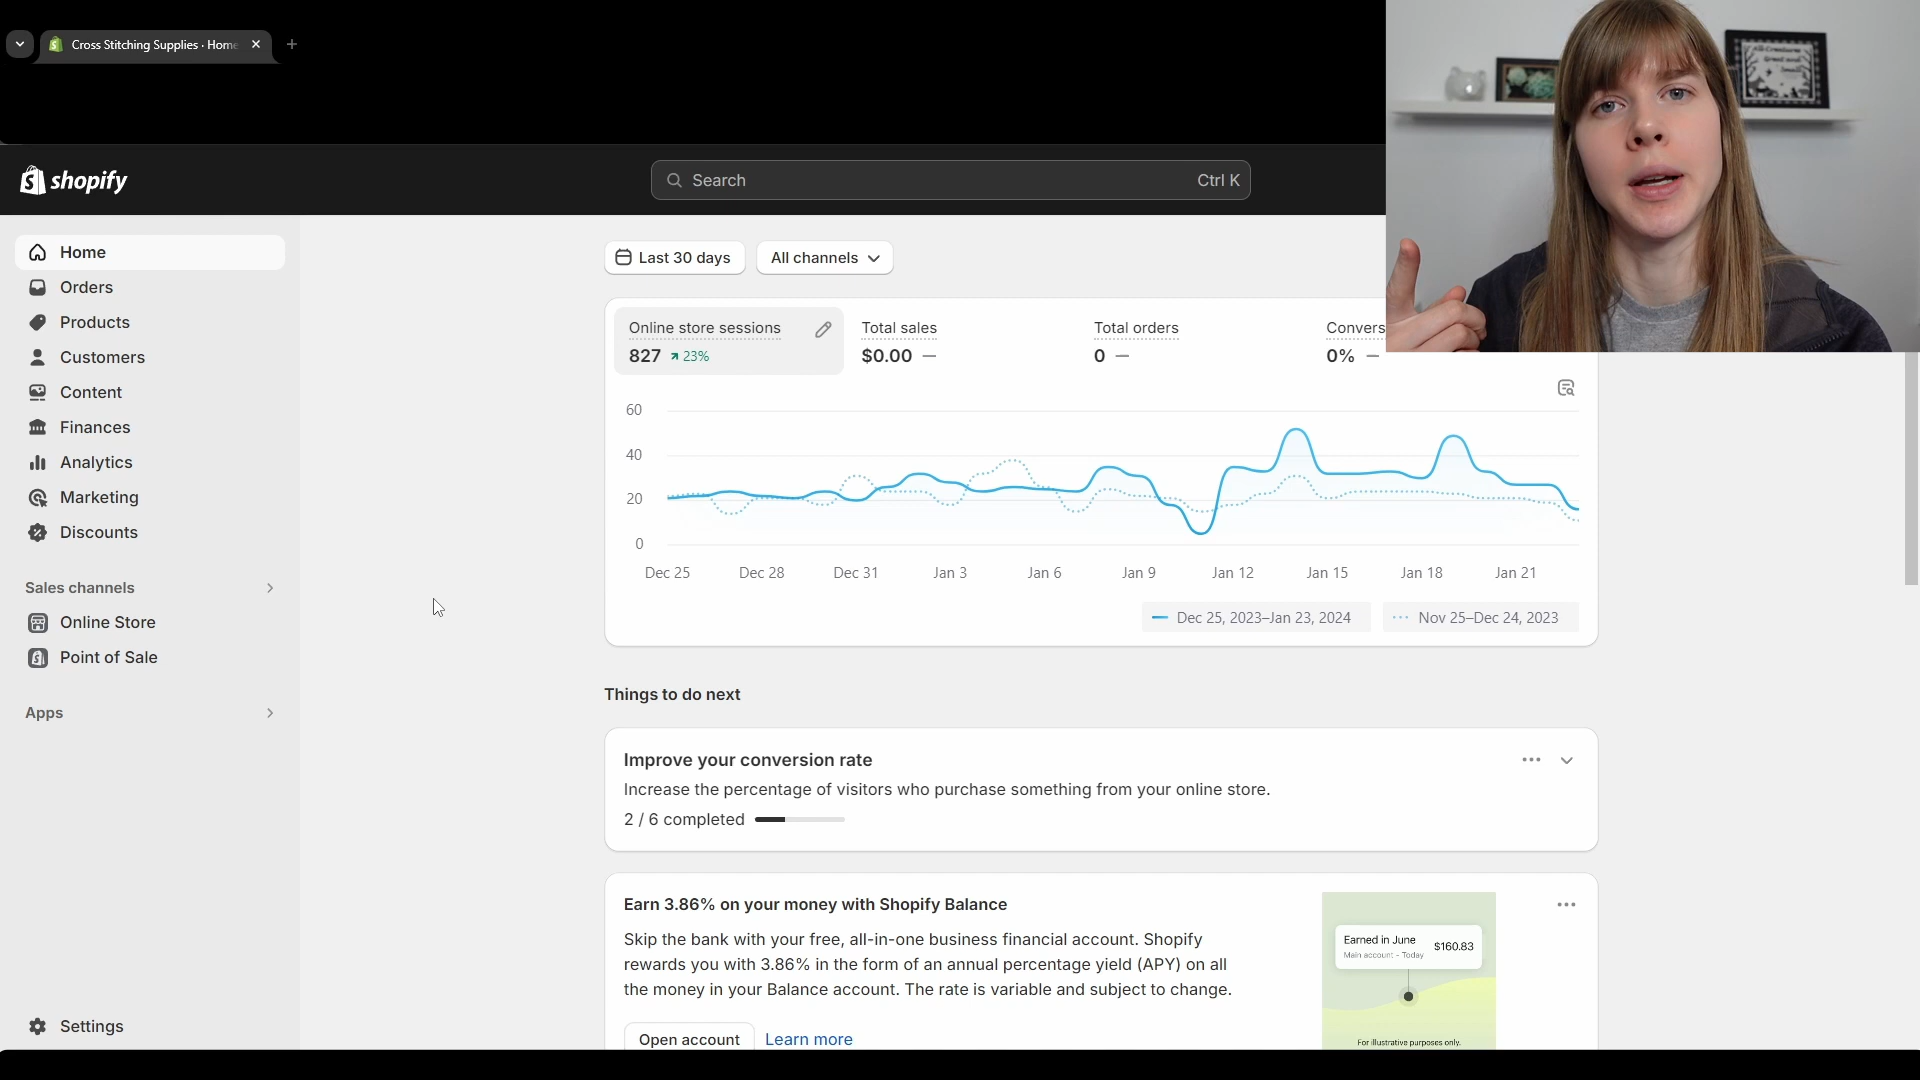 Cross Stitching Supplies · Home
shopify
Search
Ctrl K
Home
Orders
Products
Customers
Content
Finances
Analytics
Marketing
Discounts
Sales channels
Online Store
Point of Sale
Apps
Settings
Last 30 days
All channels
Online store sessions
827 23%
Total sales
$0.00 —
Total orders
0 —
Convers
0% —
60
40
20
0
Dec 25 Dec 28 Dec 31 Jan 3 Jan 6 Jan 9 Jan 12 Jan 15 Jan 18 Jan 21
Dec 25, 2023–Jan 23, 2024
Nov 25–Dec 24, 2023
Things to do next
Improve your conversion rate
Increase the percentage of visitors who purchase something from your online store.
2 / 6 completed
Earn 3.86% on your money with Shopify Balance
Skip the bank with your free, all-in-one business financial account. Shopify
rewards you with 3.86% in the form of an annual percentage yield (APY) on all
the money in your Balance account. The rate is variable and subject to change.
Open account
Learn more
Earned in June
$160.83
Main account - Today
For illustrative purposes only.
All Creatures
Great and
Small